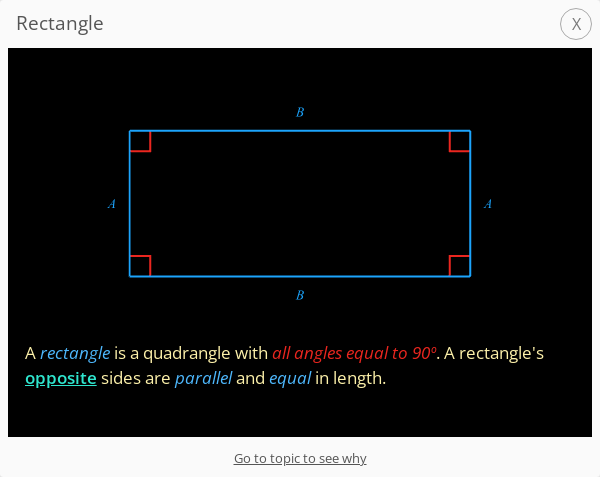 Rectangle
X
B
A
A
B
A rectangle is a quadrangle with all angles equal to 90º. A rectangle's
opposite sides are parallel and equal in length.
Go to topic to see why